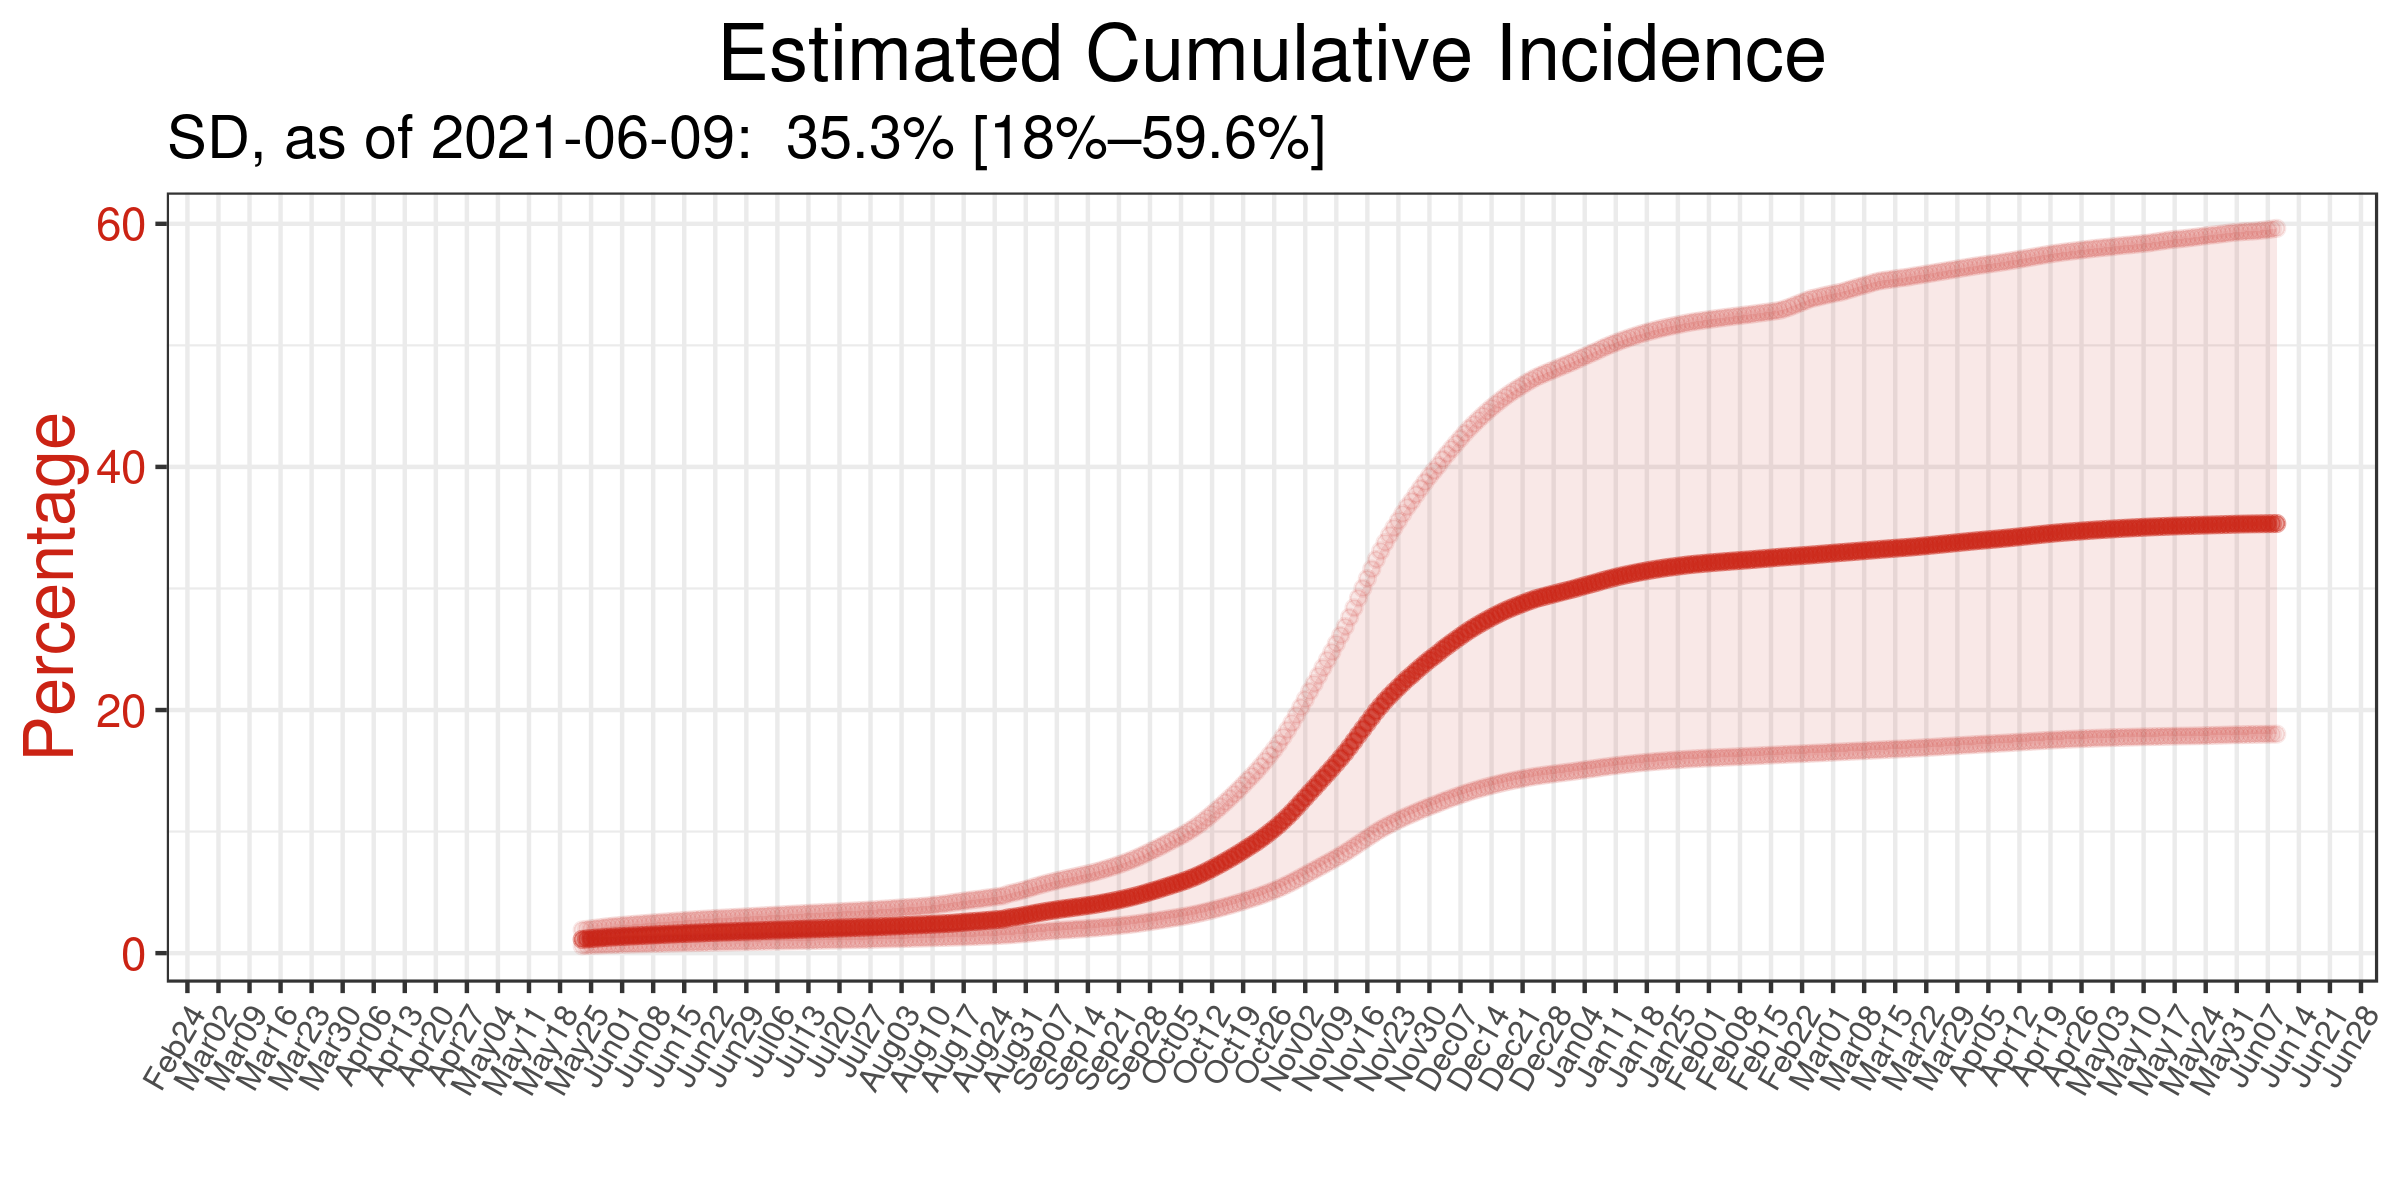 Estimated Cumulative Incidence
SD, as of 2021-06-09:  35.3% [18%–59.6%]
Percentage
60
40
20
0
Feb24
Mar02
Mar09
Mar16
Mar23
Mar30
Apr06
Apr13
Apr20
Apr27
May04
May11
May18
May25
Jun01
Jun08
Jun15
Jun22
Jun29
Jul06
Jul13
Jul20
Jul27
Aug03
Aug10
Aug17
Aug24
Aug31
Sep07
Sep14
Sep21
Sep28
Oct05
Oct12
Oct19
Oct26
Nov02
Nov09
Nov16
Nov23
Nov30
Dec07
Dec14
Dec21
Dec28
Jan04
Jan11
Jan18
Jan25
Feb01
Feb08
Feb15
Feb22
Mar01
Mar08
Mar15
Mar22
Mar29
Apr05
Apr12
Apr19
Apr26
May03
May10
May17
May24
May31
Jun07
Jun14
Jun21
Jun28